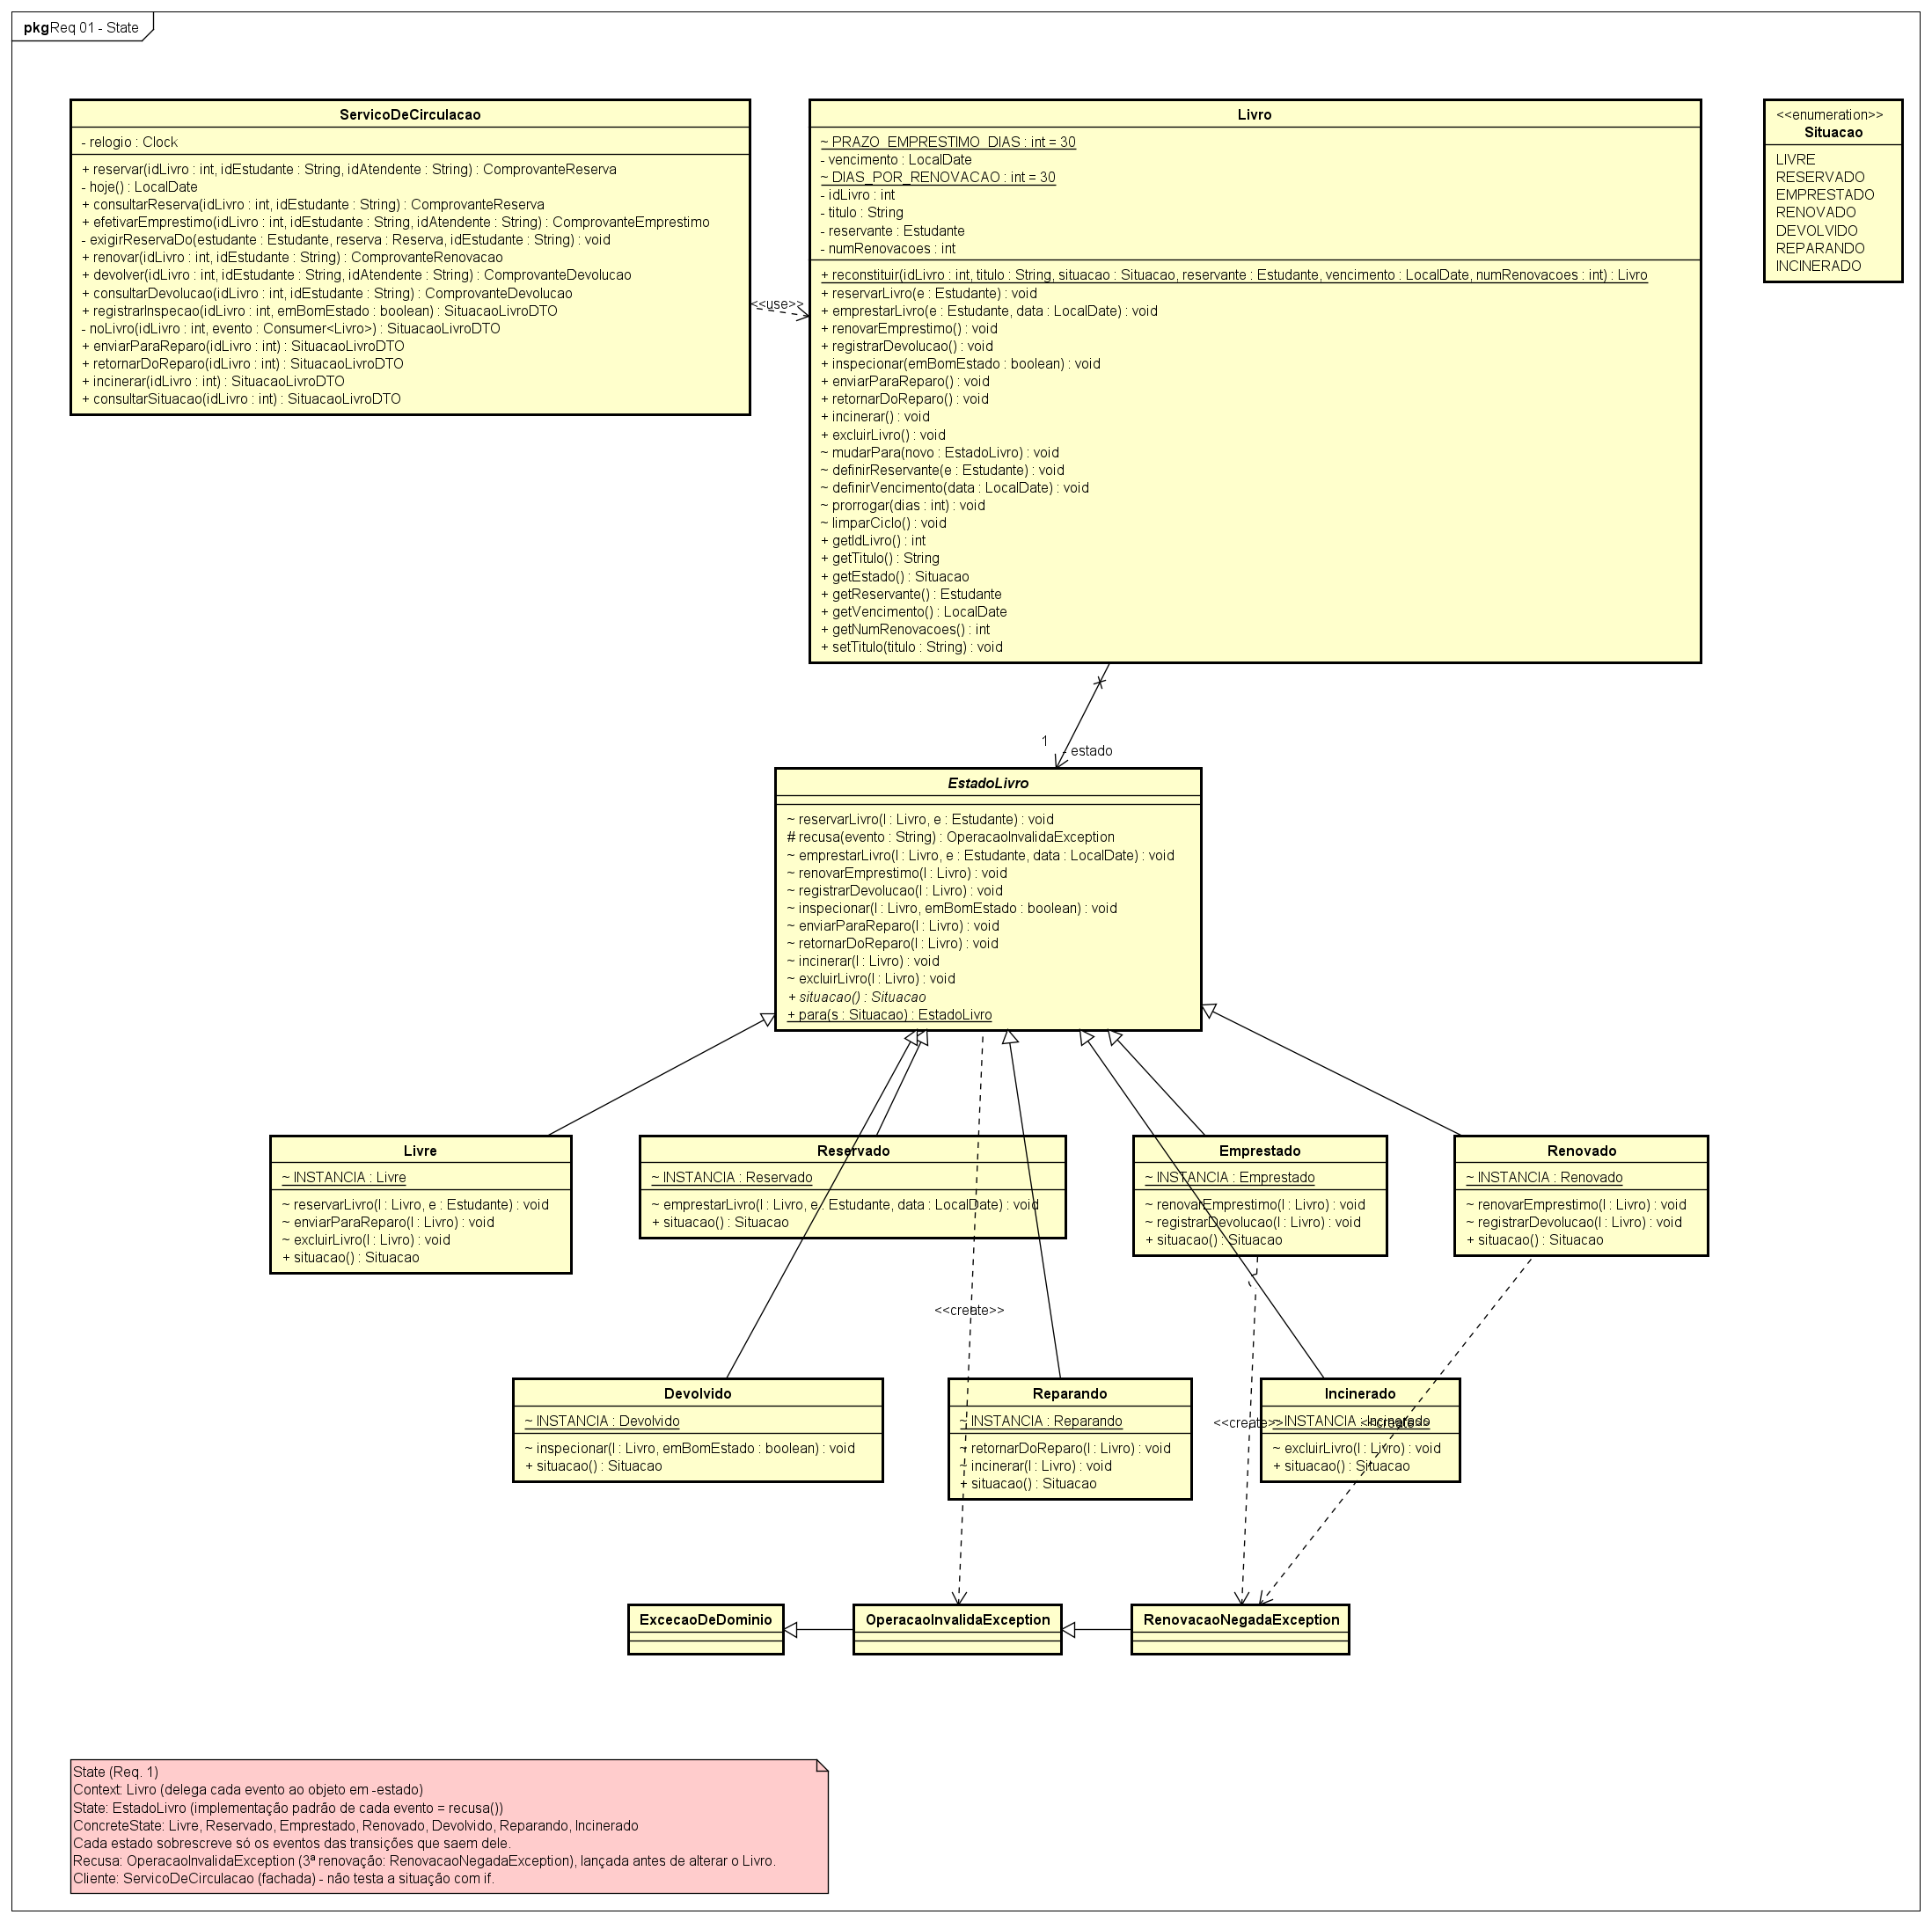 pkg Req 01 - State
ServicoDeCirculacao
- relogio : Clock
+ reservar(idLivro : int, idEstudante : String, idAtendente : String) : ComprovanteReserva
- hoje() : LocalDate
+ consultarReserva(idLivro : int, idEstudante : String) : ComprovanteReserva
+ efetivarEmprestimo(idLivro : int, idEstudante : String, idAtendente : String) : ComprovanteEmprestimo
- exigirReservaDo(estudante : Estudante, reserva : Reserva, idEstudante : String) : void
+ renovar(idLivro : int, idEstudante : String) : ComprovanteRenovacao
+ devolver(idLivro : int, idEstudante : String, idAtendente : String) : ComprovanteDevolucao
+ consultarDevolucao(idLivro : int, idEstudante : String) : ComprovanteDevolucao
+ registrarInspecao(idLivro : int, emBomEstado : boolean) : SituacaoLivroDTO
- noLivro(idLivro : int, evento : Consumer<Livro>) : SituacaoLivroDTO
+ enviarParaReparo(idLivro : int) : SituacaoLivroDTO
+ retornarDoReparo(idLivro : int) : SituacaoLivroDTO
+ incinerar(idLivro : int) : SituacaoLivroDTO
+ consultarSituacao(idLivro : int) : SituacaoLivroDTO
<<use>>
Livro
~ PRAZO_EMPRESTIMO_DIAS : int = 30
- vencimento : LocalDate
~ DIAS_POR_RENOVACAO : int = 30
- idLivro : int
- titulo : String
- reservante : Estudante
- numRenovacoes : int
+ reconstituir(idLivro : int, titulo : String, situacao : Situacao, reservante : Estudante, vencimento : LocalDate, numRenovacoes : int) : Livro
+ reservarLivro(e : Estudante) : void
+ emprestarLivro(e : Estudante, data : LocalDate) : void
+ renovarEmprestimo() : void
+ registrarDevolucao() : void
+ inspecionar(emBomEstado : boolean) : void
+ enviarParaReparo() : void
+ retornarDoReparo() : void
+ incinerar() : void
+ excluirLivro() : void
~ mudarPara(novo : EstadoLivro) : void
~ definirReservante(e : Estudante) : void
~ definirVencimento(data : LocalDate) : void
~ prorrogar(dias : int) : void
~ limparCiclo() : void
+ getIdLivro() : int
+ getTitulo() : String
+ getEstado() : Situacao
+ getReservante() : Estudante
+ getVencimento() : LocalDate
+ getNumRenovacoes() : int
+ setTitulo(titulo : String) : void
<<enumeration>>
Situacao
LIVRE
RESERVADO
EMPRESTADO
RENOVADO
DEVOLVIDO
REPARANDO
INCINERADO
1
- estado
EstadoLivro
~ reservarLivro(l : Livro, e : Estudante) : void
# recusa(evento : String) : OperacaoInvalidaException
~ emprestarLivro(l : Livro, e : Estudante, data : LocalDate) : void
~ renovarEmprestimo(l : Livro) : void
~ registrarDevolucao(l : Livro) : void
~ inspecionar(l : Livro, emBomEstado : boolean) : void
~ enviarParaReparo(l : Livro) : void
~ retornarDoReparo(l : Livro) : void
~ incinerar(l : Livro) : void
~ excluirLivro(l : Livro) : void
+ situacao() : Situacao
+ para(s : Situacao) : EstadoLivro
Livre
~ INSTANCIA : Livre
~ reservarLivro(l : Livro, e : Estudante) : void
~ enviarParaReparo(l : Livro) : void
~ excluirLivro(l : Livro) : void
+ situacao() : Situacao
Reservado
~ INSTANCIA : Reservado
~ emprestarLivro(l : Livro, e : Estudante, data : LocalDate) : void
+ situacao() : Situacao
Emprestado
~ INSTANCIA : Emprestado
~ renovarEmprestimo(l : Livro) : void
~ registrarDevolucao(l : Livro) : void
+ situacao() : Situacao
Renovado
~ INSTANCIA : Renovado
~ renovarEmprestimo(l : Livro) : void
~ registrarDevolucao(l : Livro) : void
+ situacao() : Situacao
<<create>>
Devolvido
~ INSTANCIA : Devolvido
~ inspecionar(l : Livro, emBomEstado : boolean) : void
+ situacao() : Situacao
Reparando
~ INSTANCIA : Reparando
~ retornarDoReparo(l : Livro) : void
~ incinerar(l : Livro) : void
+ situacao() : Situacao
<<create>>
Incinerado
~ INSTANCIA : Incinerado
<<create>>
~ excluirLivro(l : Livro) : void
+ situacao() : Situacao
ExcecaoDeDominio
OperacaoInvalidaException
RenovacaoNegadaException
State (Req. 1)
Context: Livro (delega cada evento ao objeto em -estado)
State: EstadoLivro (implementação padrão de cada evento = recusa())
ConcreteState: Livre, Reservado, Emprestado, Renovado, Devolvido, Reparando, Incinerado
Cada estado sobrescreve só os eventos das transições que saem dele.
Recusa: OperacaoInvalidaException (3ª renovação: RenovacaoNegadaException), lançada antes de alterar o Livro.
Cliente: ServicoDeCirculacao (fachada) - não testa a situação com if.